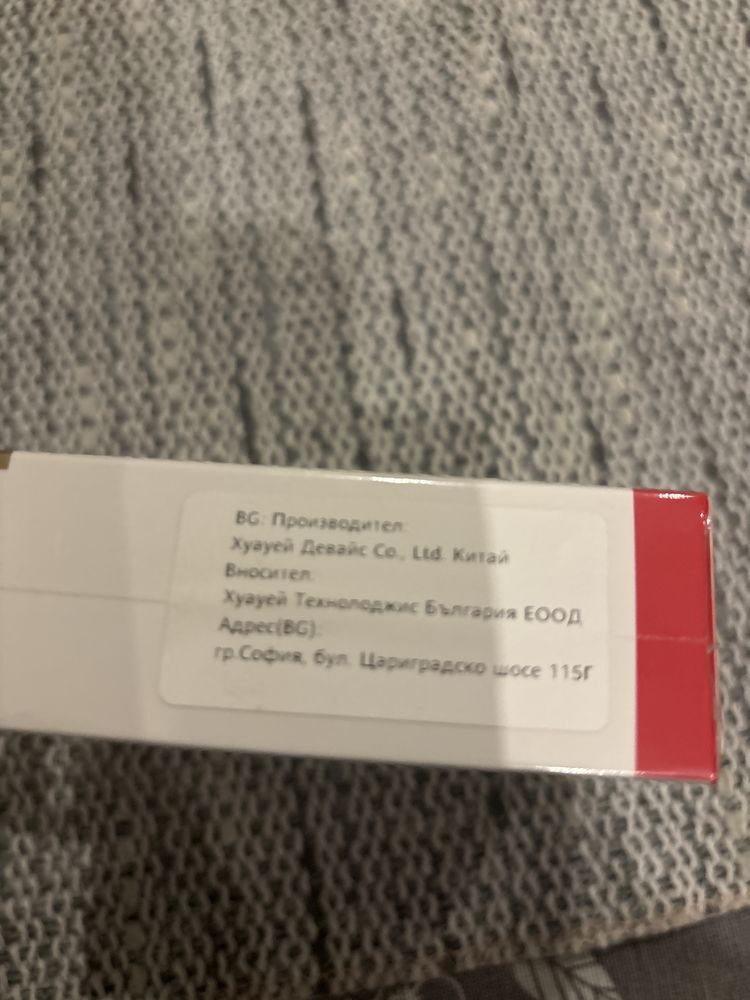 BG: Производител:
Хуауей Девайс Co., Ltd. Китай
Вносител:
Хуауей Технолоджис България ЕООД
Адрес(BG):
гр.София, бул. Цариградско шосе 115Г